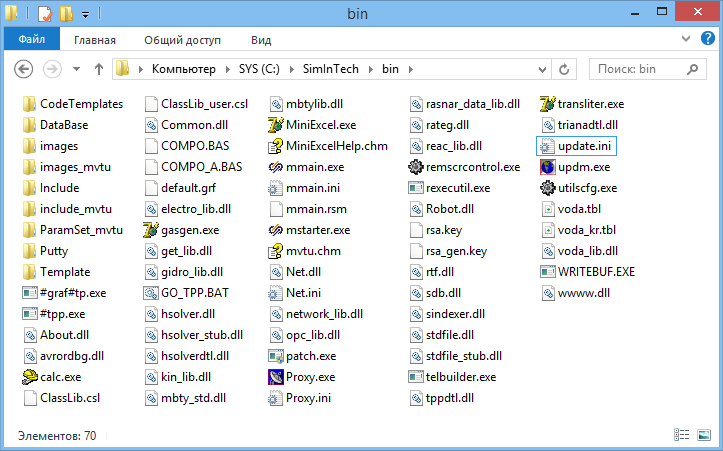 bin
Файл Главная Общий доступ Вид
Компьютер SYS (C:) SimInTech bin Поиск: bin
CodeTemplates
DataBase
images
images_mvtu
Include
include_mvtu
ParamSet_mvtu
Putty
Template
#graf#tp.exe
#tpp.exe
About.dll
avrordbg.dll
calc.exe
ClassLib.csl
ClassLib_user.csl
Common.dll
COMPO.BAS
COMPO_A.BAS
default.grf
electro_lib.dll
gasgen.exe
get_lib.dll
gidro_lib.dll
GO_TPP.BAT
hsolver.dll
hsolver_stub.dll
hsolverdtl.dll
kin_lib.dll
mbty_std.dll
mbtylib.dll
MiniExcel.exe
MiniExcelHelp.chm
mmain.exe
mmain.ini
mmain.rsm
mstarter.exe
mvtu.chm
Net.dll
Net.ini
network_lib.dll
opc_lib.dll
patch.exe
Proxy.exe
Proxy.ini
rasnar_data_lib.dll
rateg.dll
reac_lib.dll
remscrcontrol.exe
rexecutil.exe
Robot.dll
rsa.key
rsa_gen.key
rtf.dll
sdb.dll
sindexer.dll
stdfile.dll
stdfile_stub.dll
telbuilder.exe
tppdtl.dll
transliter.exe
trianadtl.dll
update.ini
updm.exe
utilscfg.exe
voda.tbl
voda_kr.tbl
voda_lib.dll
WRITEBUF.EXE
wwww.dll
Элементов: 70